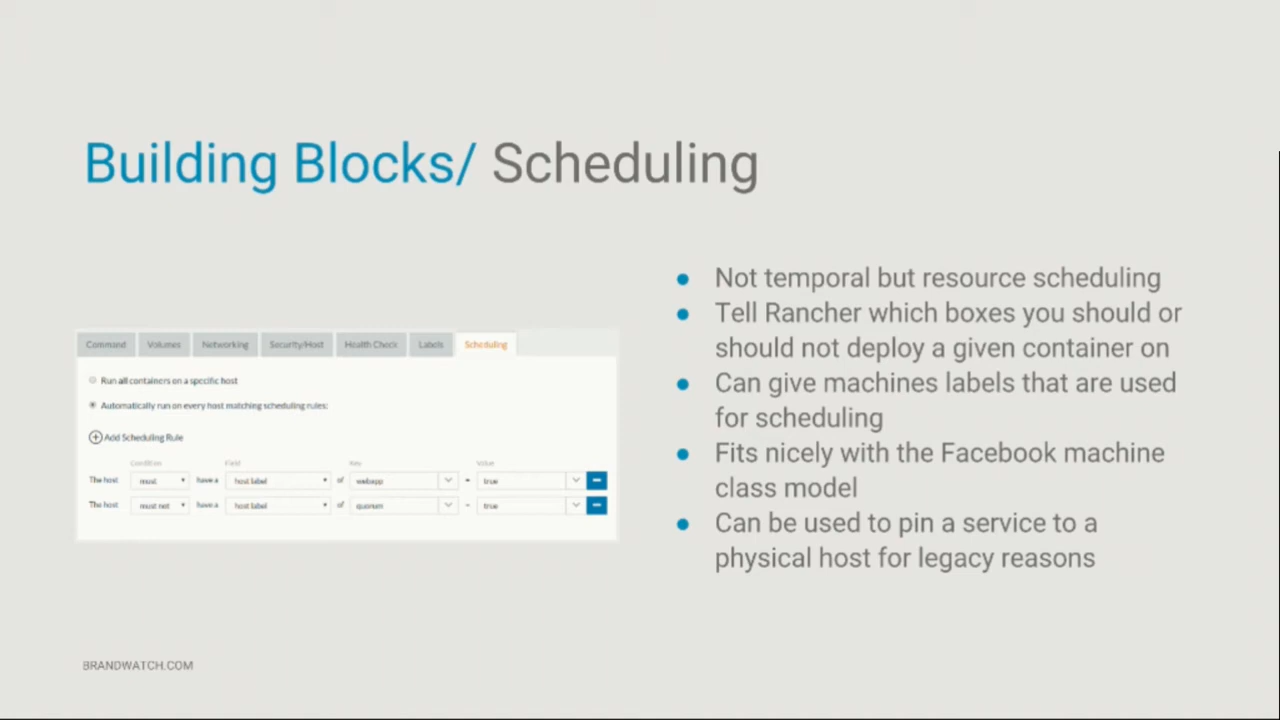 Building Blocks/ Scheduling
Not temporal but resource scheduling
Tell Rancher which boxes you should or
should not deploy a given container on
Can give machines labels that are used
for scheduling
Fits nicely with the Facebook machine
class model
Can be used to pin a service to a
physical host for legacy reasons
Command Volumes Networking Security/Host Health Check Labels Scheduling
Run all containers on a specific host
Automatically run on every host matching scheduling rules:
Add Scheduling Rule
Condition Field Key Value
The host must have a host label of webapp = true
The host must not have a host label of quorum = true
BRANDWATCH.COM